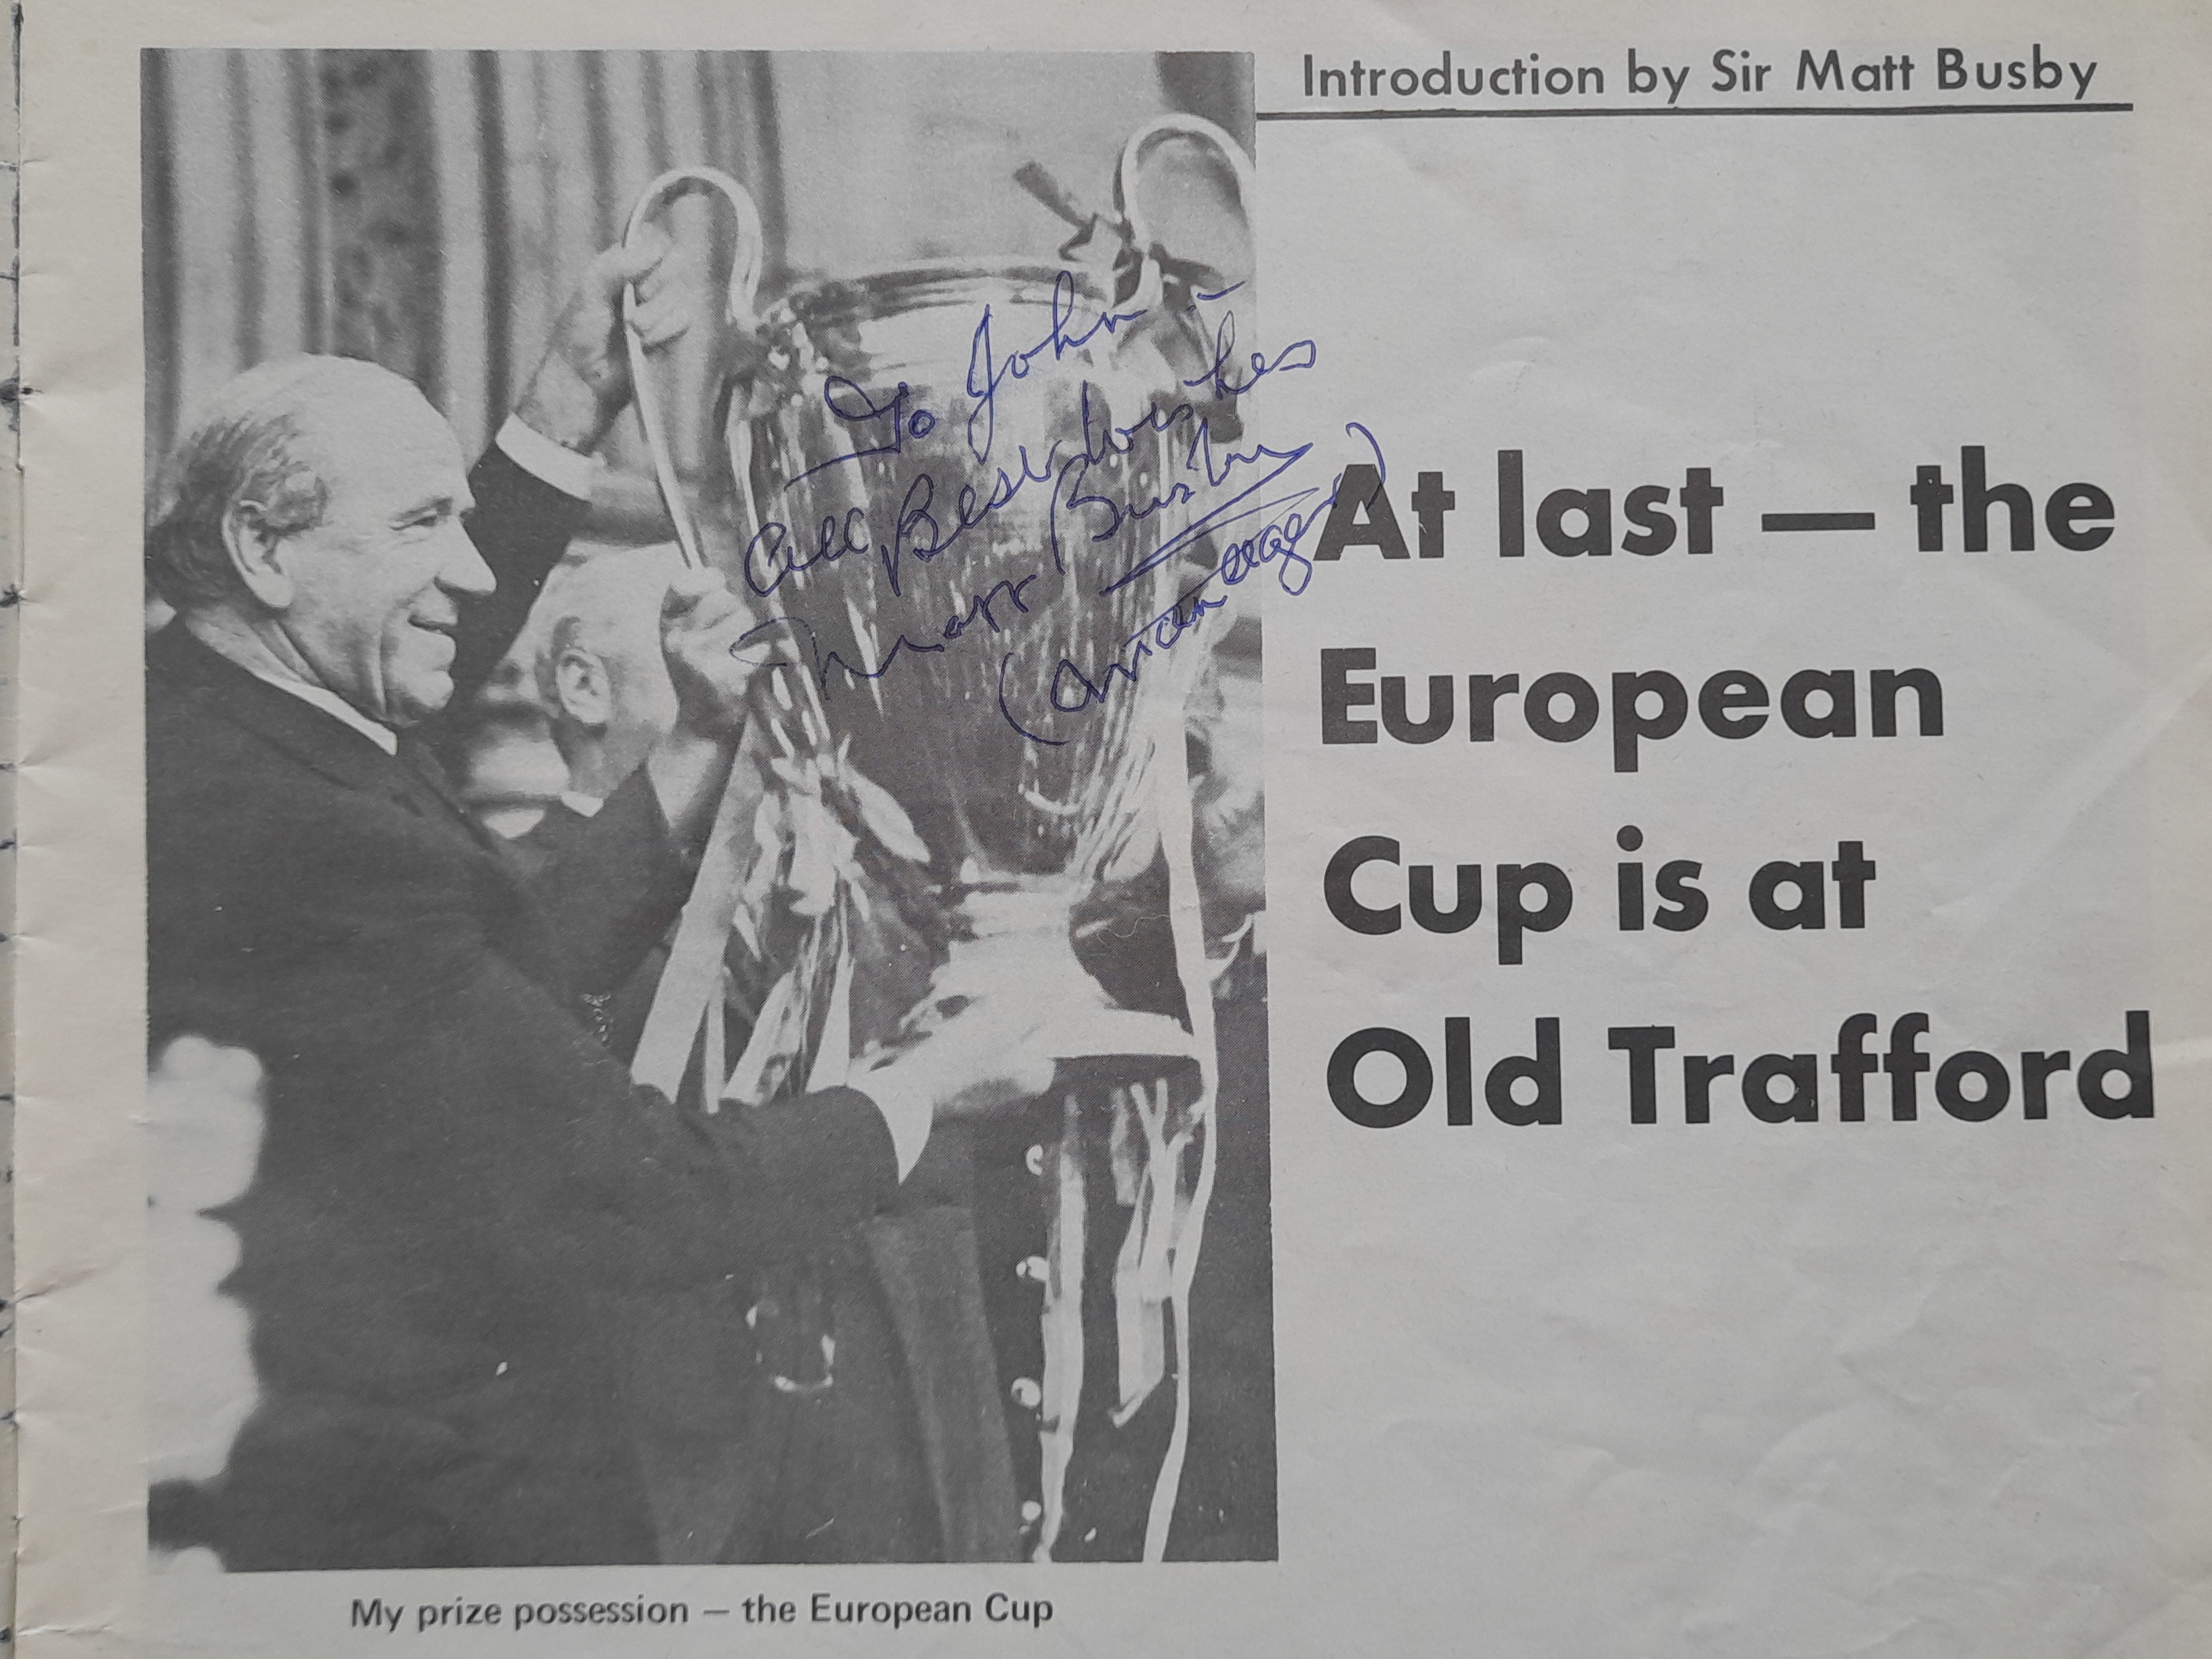 Introduction by Sir Matt Busby
To John –
All Best Wishes
Matt Busby
(Manager)
At last — the
European
Cup is at
Old Trafford
My prize possession — the European Cup